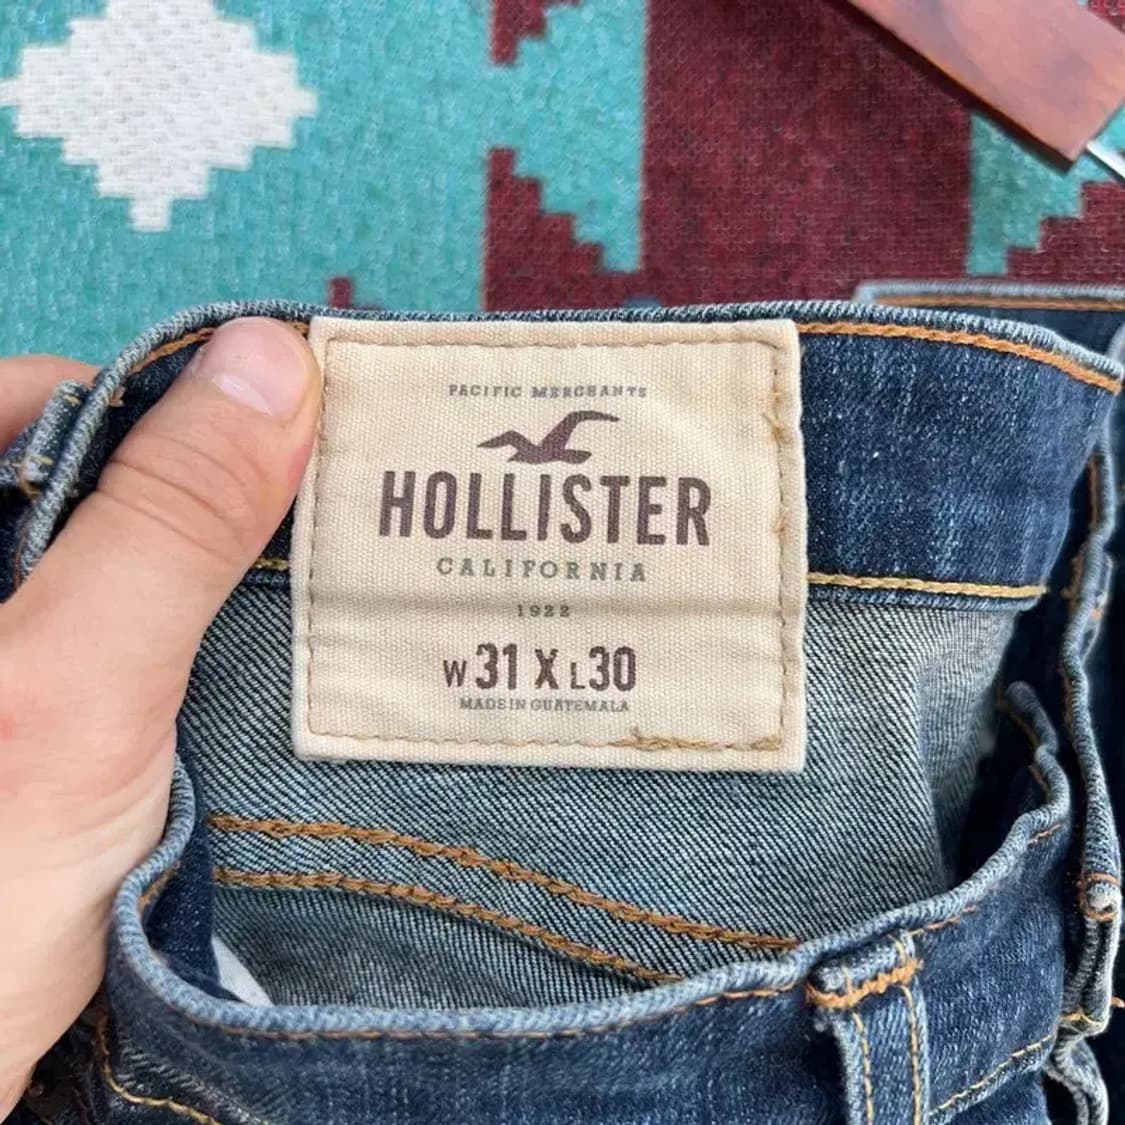 PACIFIC MERCHANTS
HOLLISTER
CALIFORNIA
1922
W31 X L30
MADE IN GUATEMALA